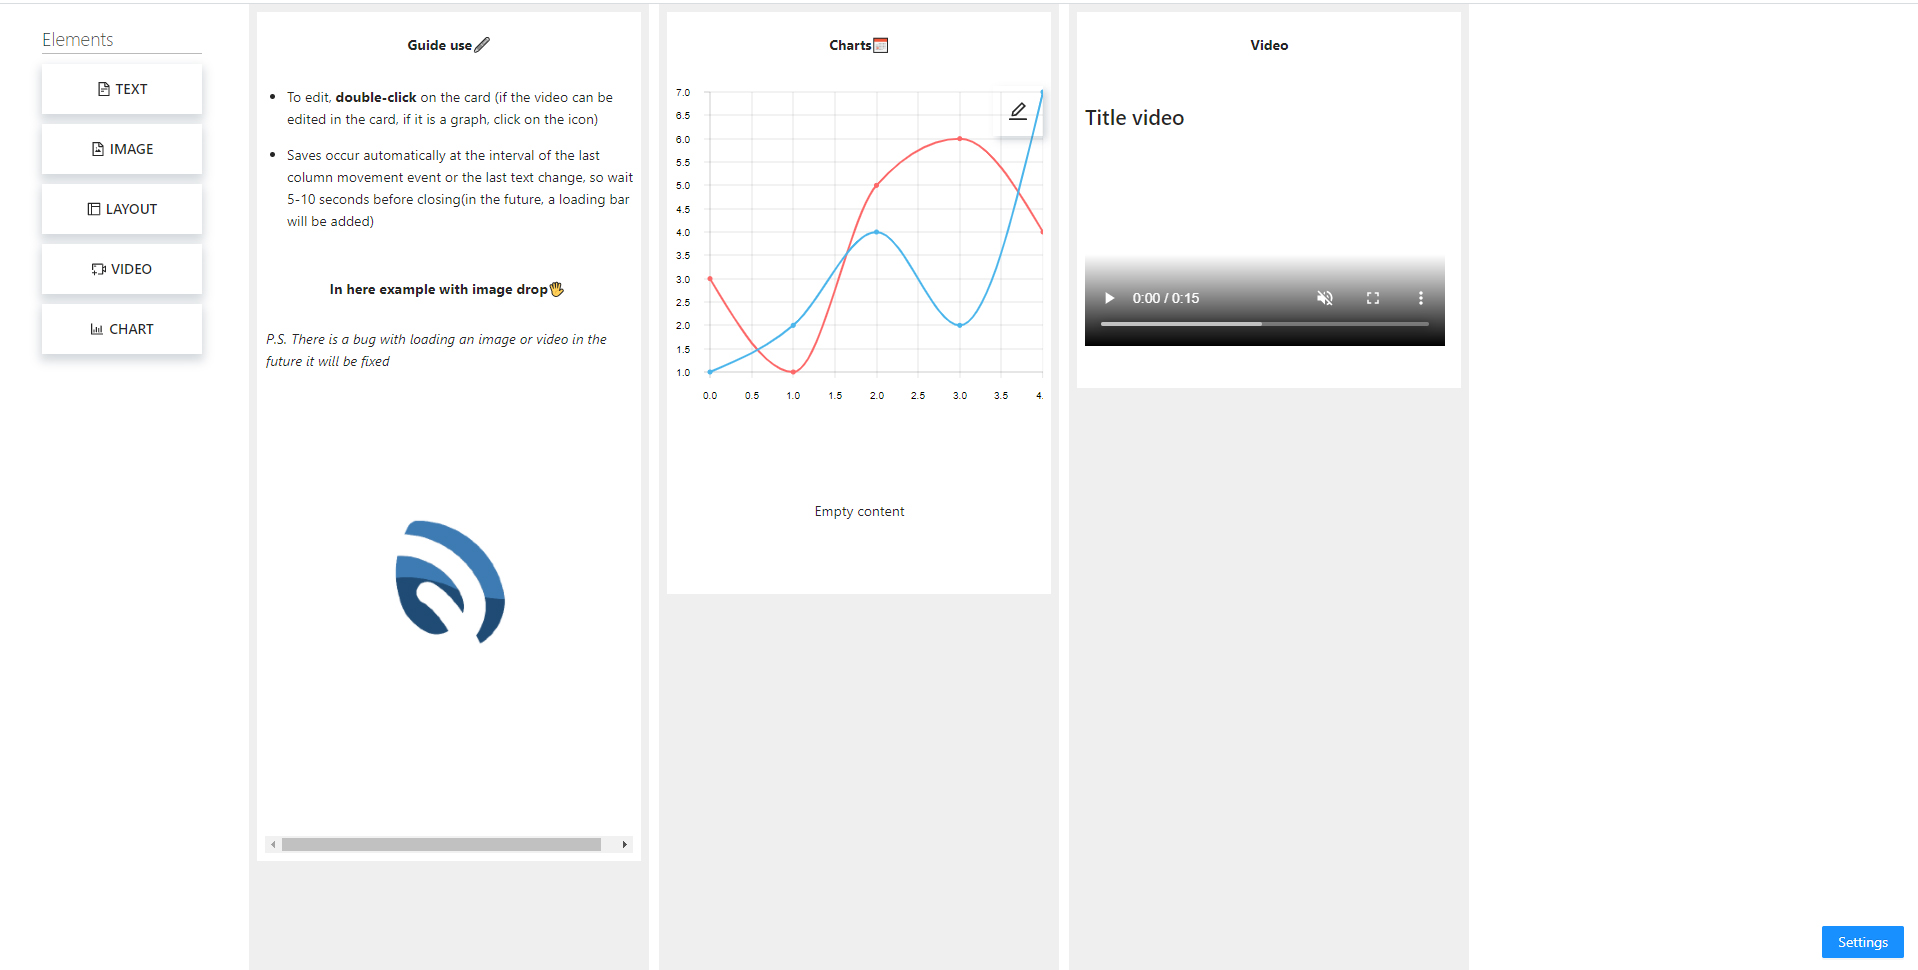 Elements
TEXT
IMAGE
LAYOUT
VIDEO
CHART
Guide use
To edit, double-click on the card (if the video can be
edited in the card, if it is a graph, click on the icon)
Saves occur automatically at the interval of the last
column movement event or the last text change, so wait
5-10 seconds before closing(in the future, a loading bar
will be added)
In here example with image drop
P.S. There is a bug with loading an image or video in the
future it will be fixed
Charts
7.0
6.5
6.0
5.5
5.0
4.5
4.0
3.5
3.0
2.5
2.0
1.5
1.0
0.0 0.5 1.0 1.5 2.0 2.5 3.0 3.5 4.
Empty content
Video
Title video
0:00 / 0:15
Settings